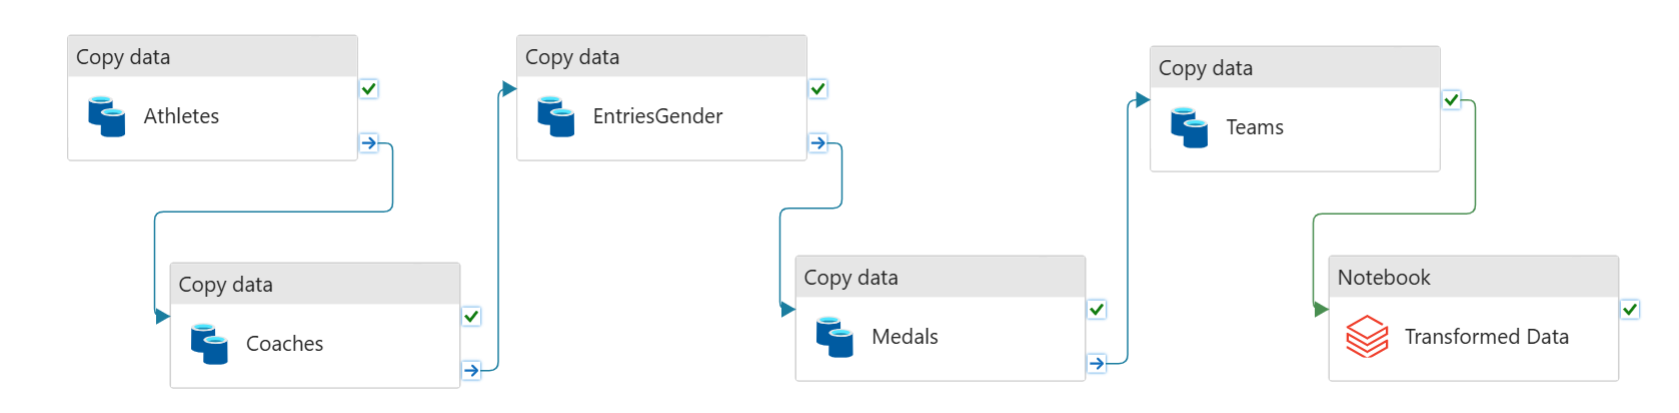 Copy data
Athletes
Copy data
Coaches
Copy data
EntriesGender
Copy data
Medals
Copy data
Teams
Notebook
Transformed Data